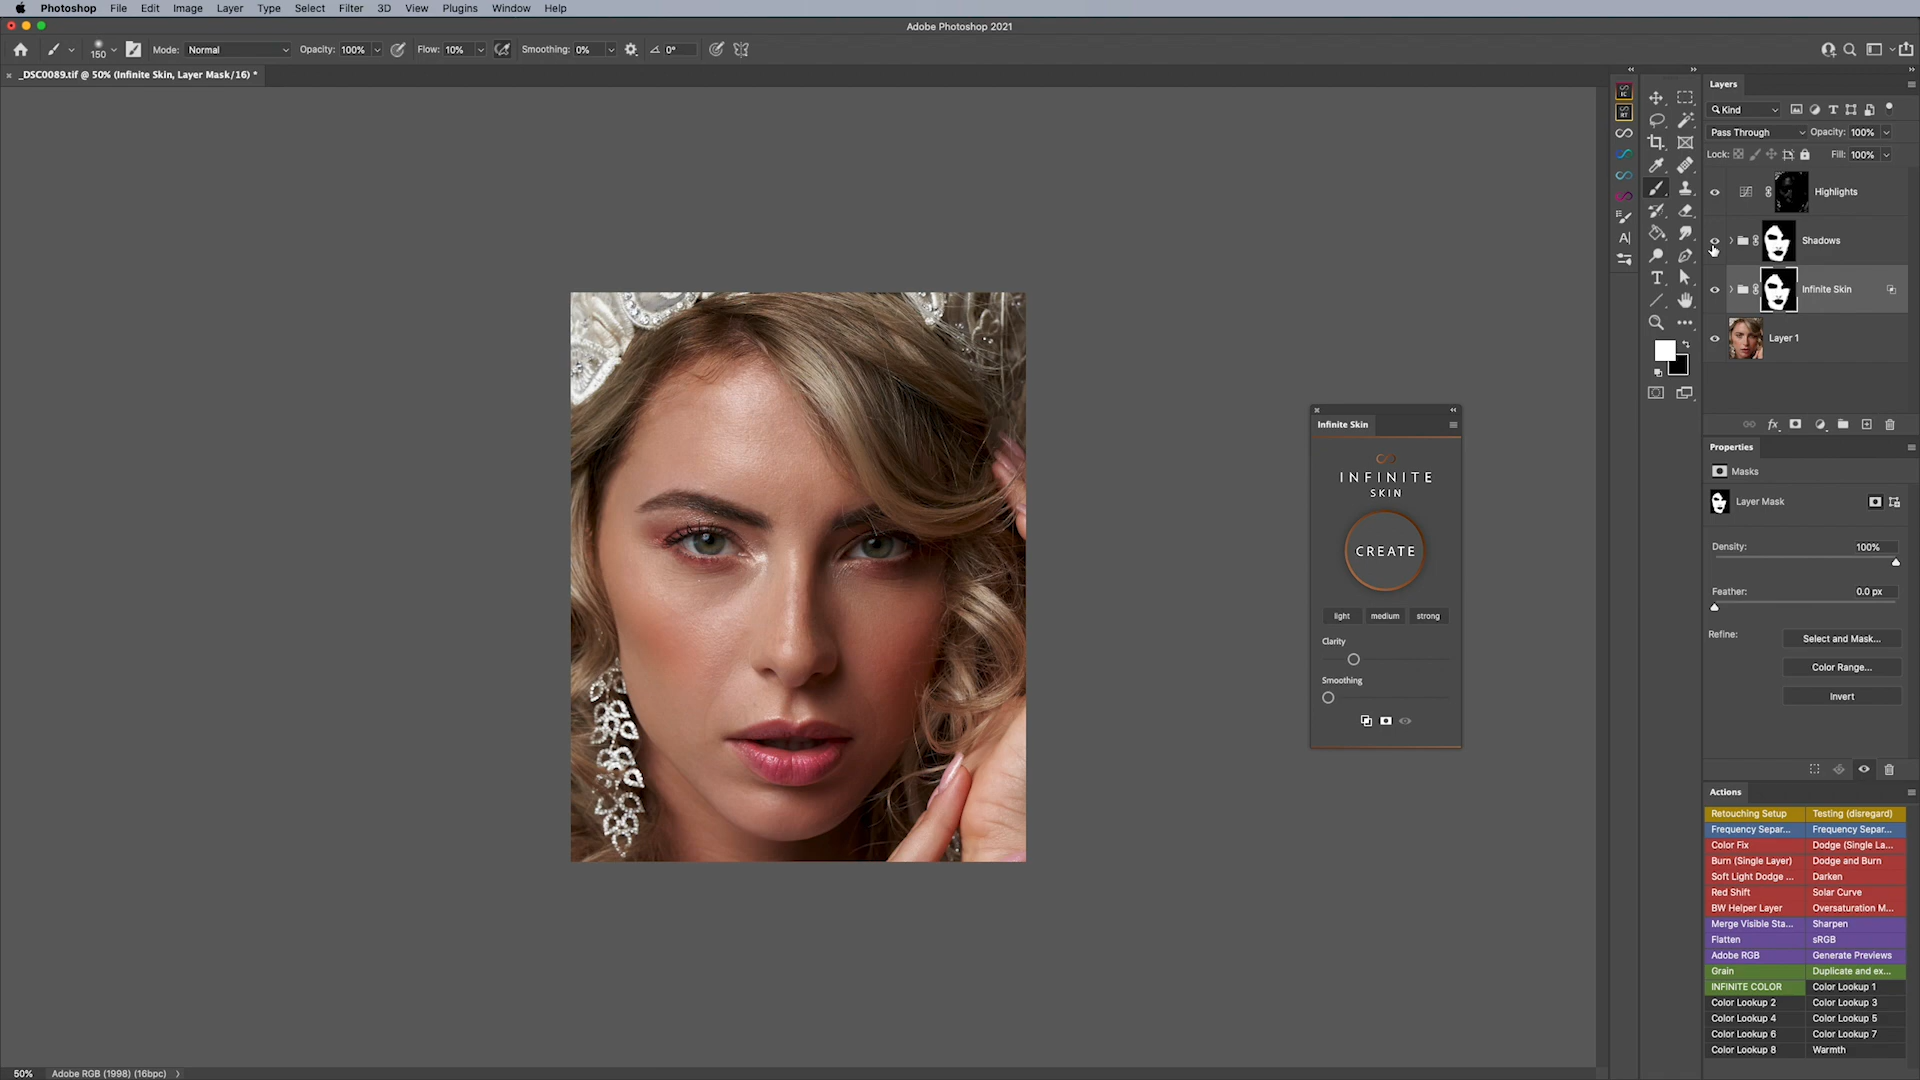 Photoshop File Edit Image Layer Type Select Filter 3D View Plugins Window Help
Adobe Photoshop 2021
150 Mode: Normal Opacity: 100% Flow: 10% Smoothing: 0% 0°
_DSC0089.tif @ 50% (Infinite Skin, Layer Mask/16) *
Layers
Kind
Pass Through Opacity: 100%
Lock: Fill: 100%
Highlights
Shadows
Infinite Skin
Layer 1
Infinite Skin
INFINITE
SKIN
CREATE
light medium strong
Clarity
Smoothing
Properties
Masks
Layer Mask
Density: 100%
Feather: 0.0 px
Refine: Select and Mask...
Color Range...
Invert
Actions
Retouching Setup Testing (disregard)
Frequency Separ... Frequency Separ...
Color Fix Dodge (Single La...
Burn (Single Layer) Dodge and Burn
Soft Light Dodge ... Darken
Red Shift Solar Curve
BW Helper Layer Oversaturation M...
Merge Visible Sta... Sharpen
Flatten sRGB
Adobe RGB Generate Previews
Grain Duplicate and ex...
INFINITE COLOR Color Lookup 1
Color Lookup 2 Color Lookup 3
Color Lookup 4 Color Lookup 5
Color Lookup 6 Color Lookup 7
Color Lookup 8 Warmth
50% Adobe RGB (1998) (16bpc)